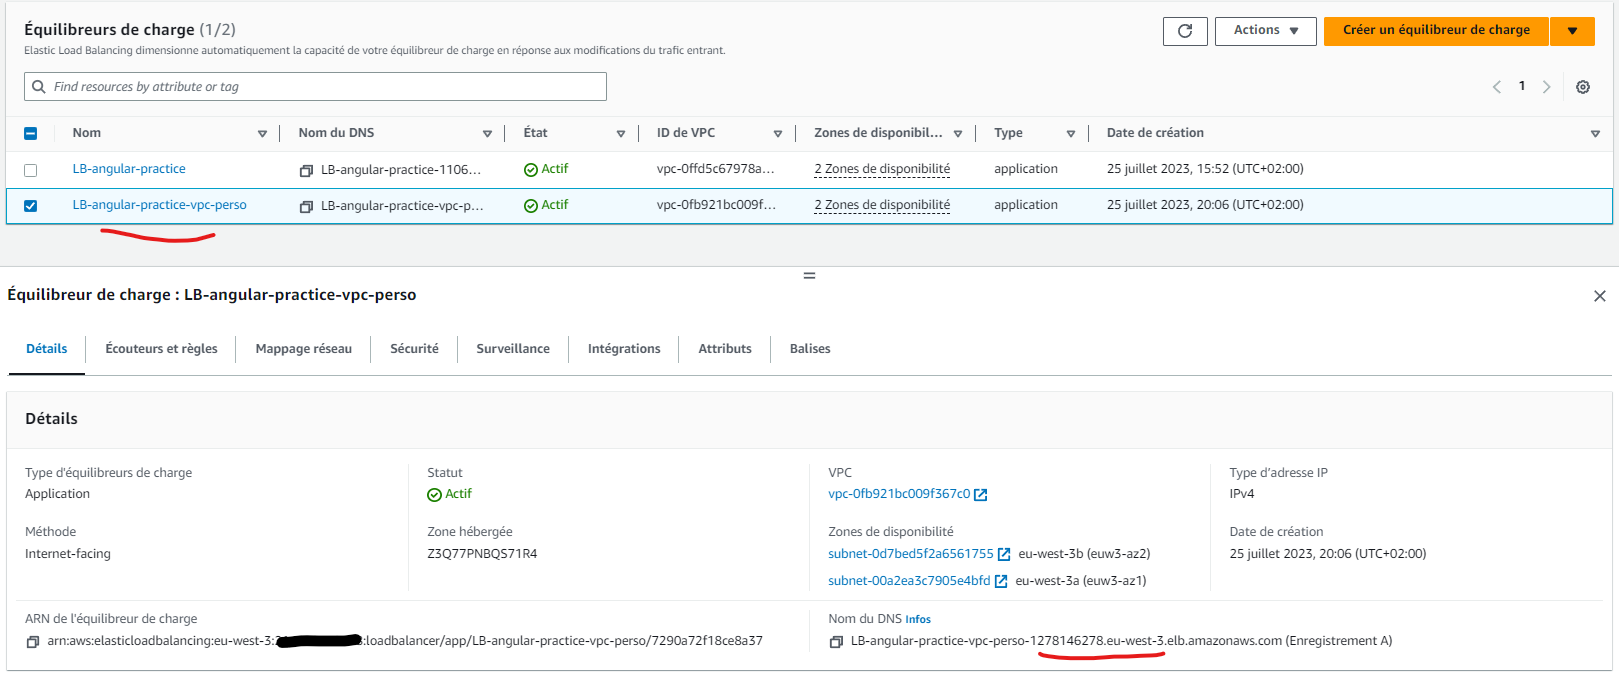 Équilibreurs de charge (1/2)
Actions
Créer un équilibreur de charge
Elastic Load Balancing dimensionne automatiquement la capacité de votre équilibreur de charge en réponse aux modifications du trafic entrant.
Find resources by attribute or tag
1
Nom Nom du DNS État ID de VPC Zones de disponibil... Type Date de création
LB-angular-practice LB-angular-practice-1106... Actif vpc-0ffd5c67978a... 2 Zones de disponibilité application 25 juillet 2023, 15:52 (UTC+02:00)
LB-angular-practice-vpc-perso LB-angular-practice-vpc-p... Actif vpc-0fb921bc009f... 2 Zones de disponibilité application 25 juillet 2023, 20:06 (UTC+02:00)
Équilibreur de charge : LB-angular-practice-vpc-perso
Détails Écouteurs et règles Mappage réseau Sécurité Surveillance Intégrations Attributs Balises
Détails
Type d'équilibreurs de charge
Application
Statut
Actif
VPC
vpc-0fb921bc009f367c0
Type d'adresse IP
IPv4
Méthode
Internet-facing
Zone hébergée
Z3Q77PNBQS71R4
Zones de disponibilité
subnet-0d7bed5f2a6561755 eu-west-3b (euw3-az2)
subnet-00a2ea3c7905e4bfd eu-west-3a (euw3-az1)
Date de création
25 juillet 2023, 20:06 (UTC+02:00)
ARN de l'équilibreur de charge
arn:aws:elasticloadbalancing:eu-west-3: :loadbalancer/app/LB-angular-practice-vpc-perso/7290a72f18ce8a37
Nom du DNS Infos
LB-angular-practice-vpc-perso-1278146278.eu-west-3.elb.amazonaws.com (Enregistrement A)